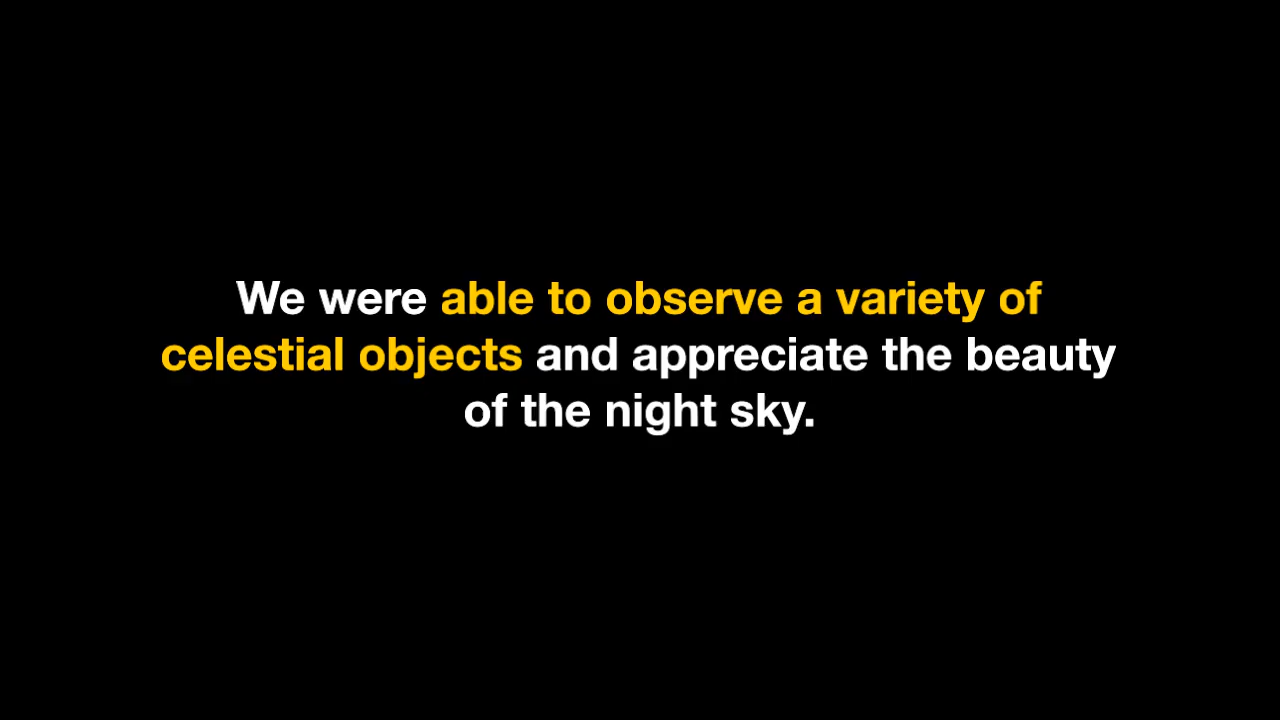 We were able to observe a variety of
celestial objects and appreciate the beauty
of the night sky.